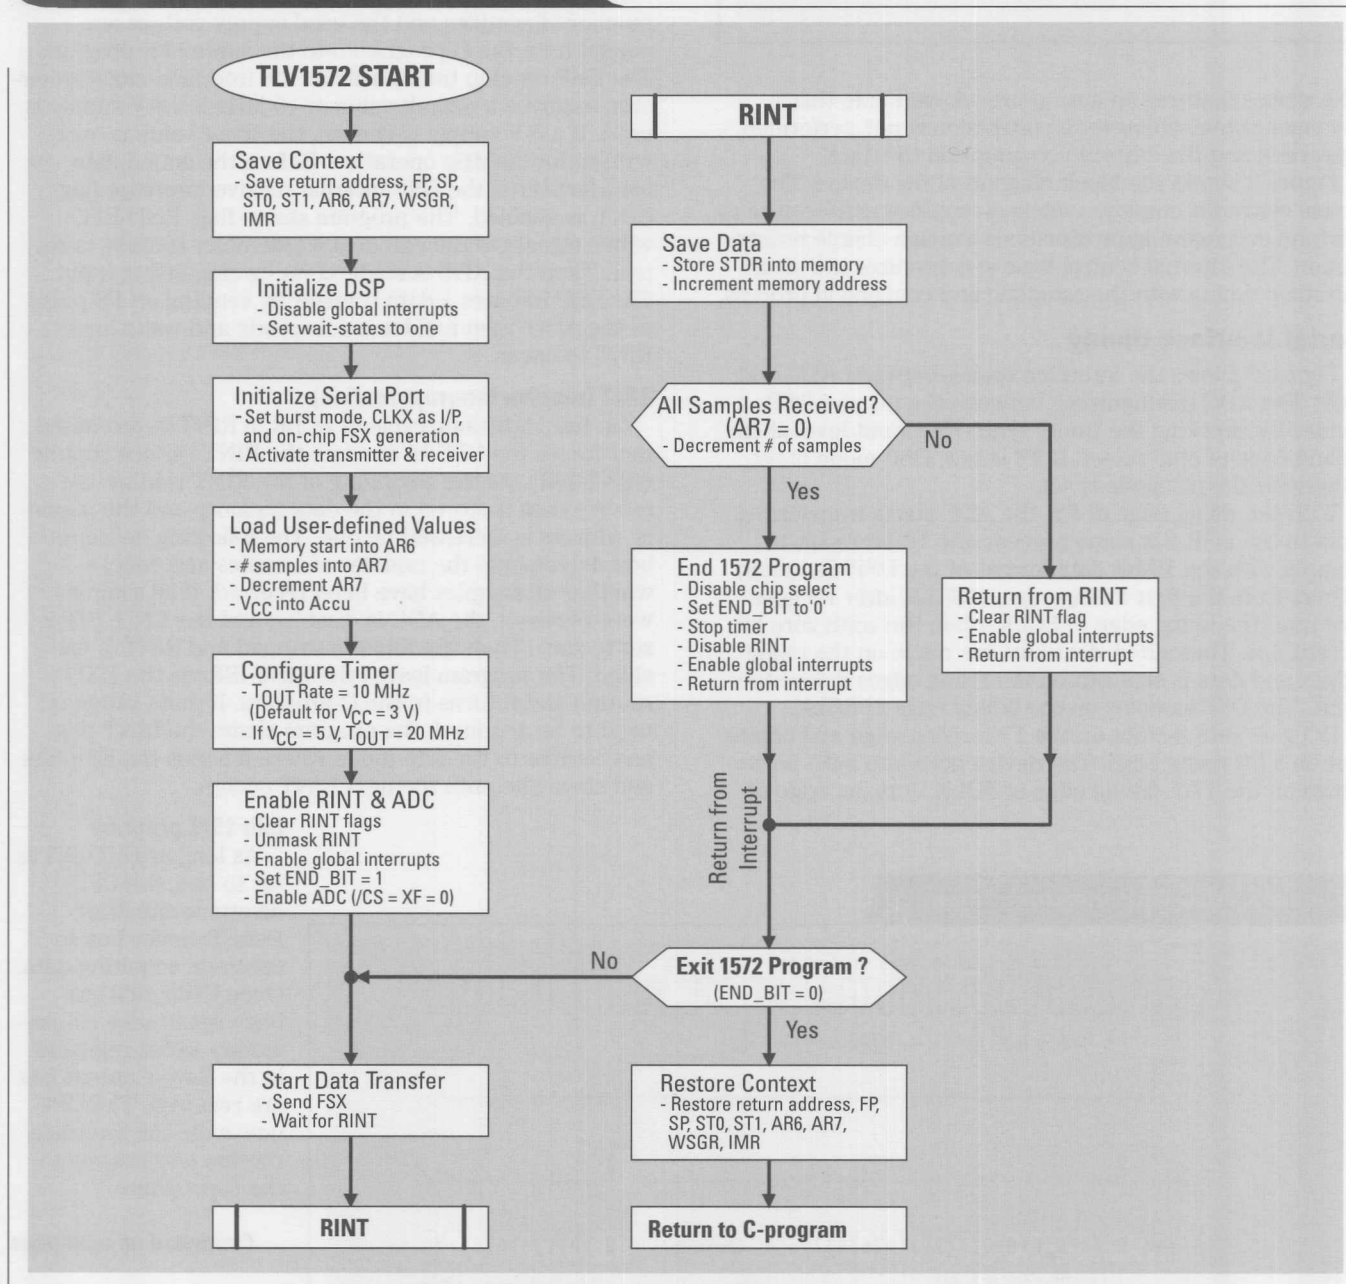 TLV1572 START
Save Context
- Save return address, FP, SP,
ST0, ST1, AR6, AR7, WSGR,
IMR
Initialize DSP
- Disable global interrupts
- Set wait-states to one
Initialize Serial Port
- Set burst mode, CLKX as I/P,
and on-chip FSX generation
- Activate transmitter & receiver
Load User-defined Values
- Memory start into AR6
- # samples into AR7
- Decrement AR7
- VCC into Accu
Configure Timer
- TOUT Rate = 10 MHz
(Default for VCC = 3 V)
- If VCC = 5 V, TOUT = 20 MHz
Enable RINT & ADC
- Clear RINT flags
- Unmask RINT
- Enable global interrupts
- Set END_BIT = 1
- Enable ADC (/CS = XF = 0)
Start Data Transfer
- Send FSX
- Wait for RINT
RINT
RINT
Save Data
- Store STDR into memory
- Increment memory address
All Samples Received?
(AR7 = 0)
- Decrement # of samples
No
Yes
End 1572 Program
- Disable chip select
- Set END_BIT to '0'
- Stop timer
- Disable RINT
- Enable global interrupts
- Return from interrupt
Return from RINT
- Clear RINT flag
- Enable global interrupts
- Return from interrupt
Return from
Interrupt
Exit 1572 Program ?
(END_BIT = 0)
No
Yes
Restore Context
- Restore return address, FP,
SP, ST0, ST1, AR6, AR7,
WSGR, IMR
Return to C-program